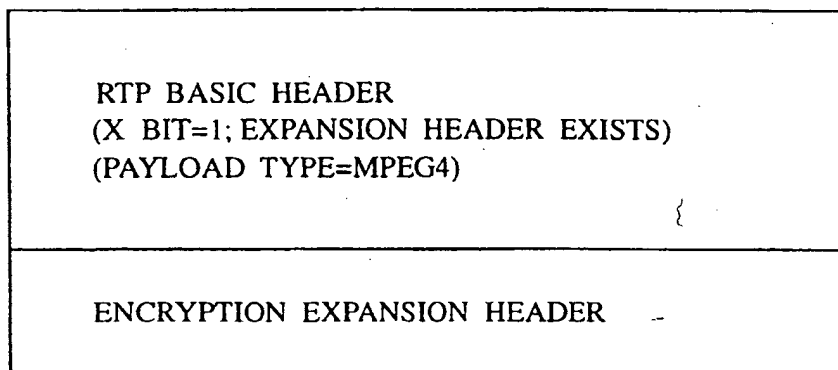 RTP BASIC HEADER
(X BIT=1; EXPANSION HEADER EXISTS)
(PAYLOAD TYPE=MPEG4)
ENCRYPTION EXPANSION HEADER